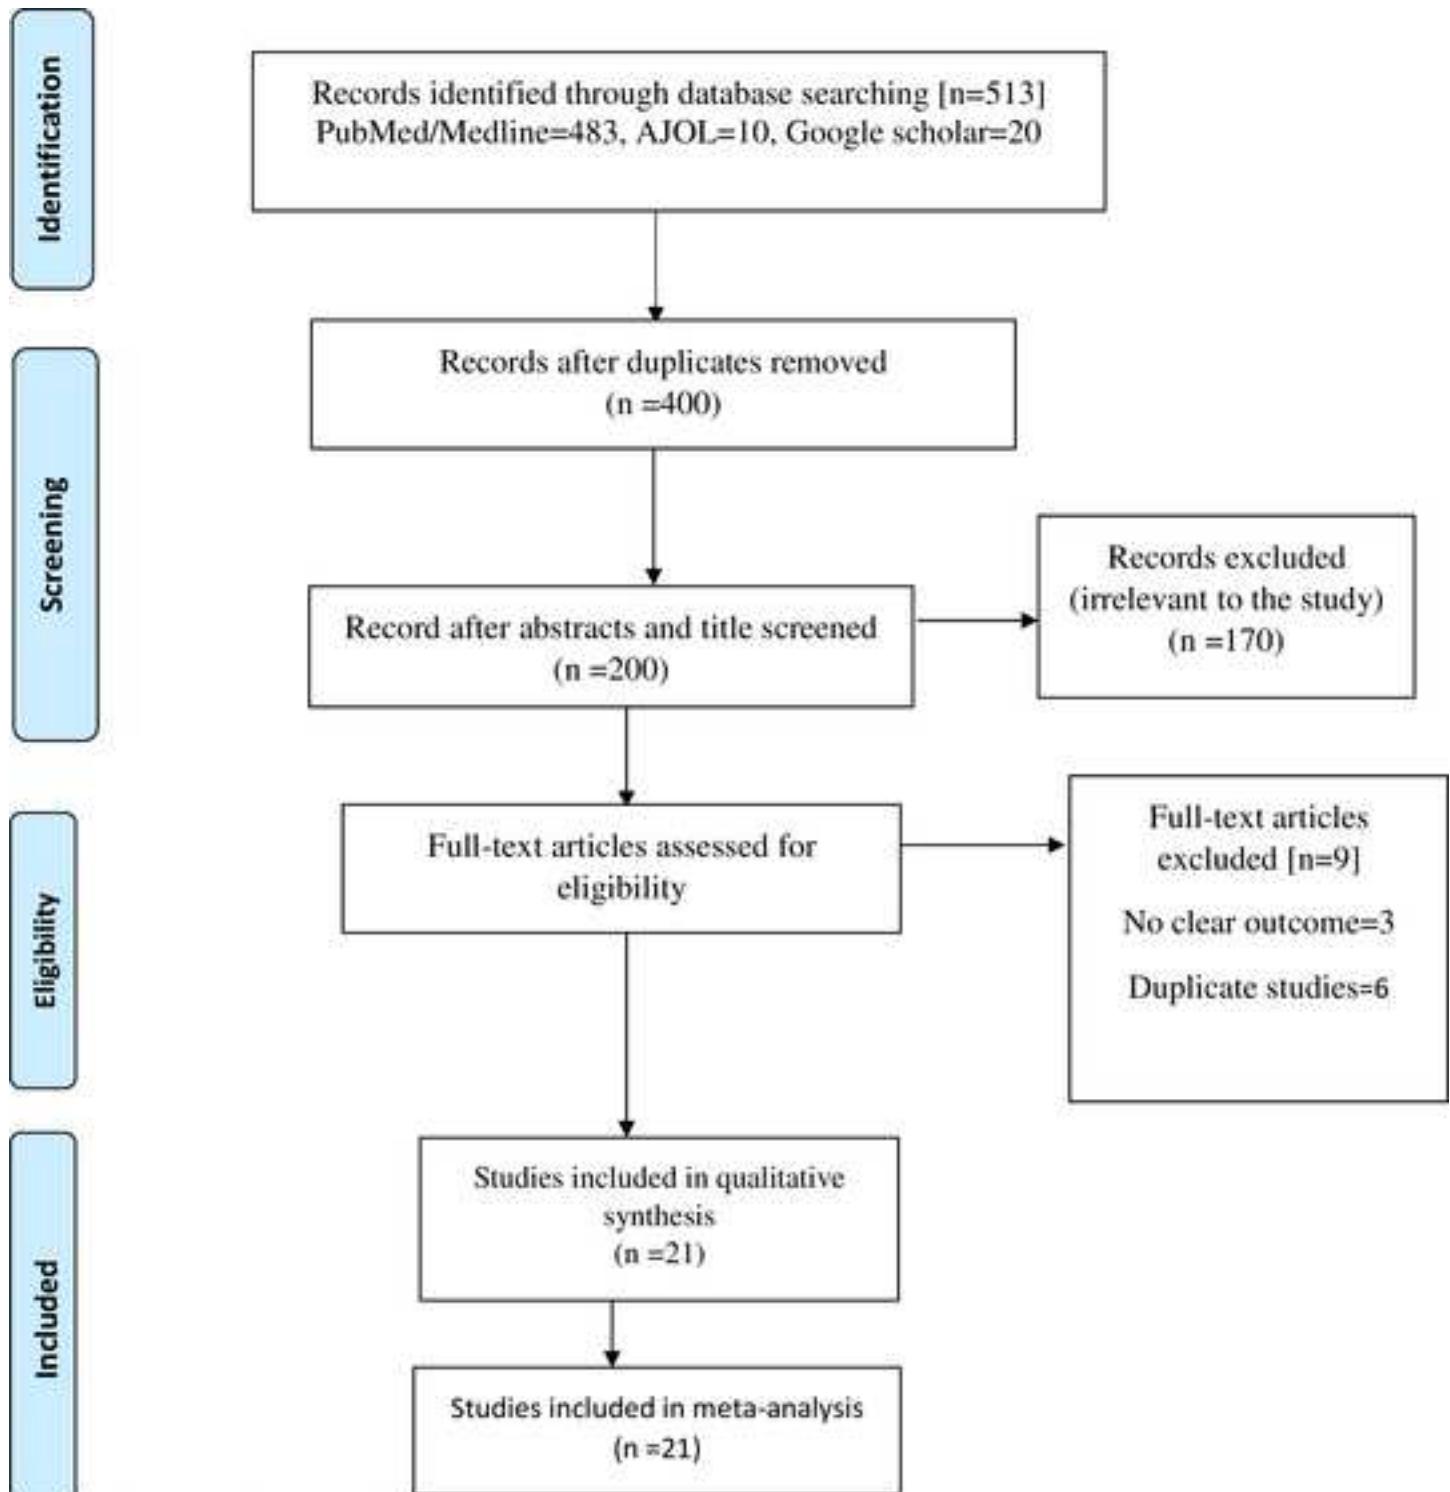 Identification
Records identified through database searching [n=513]
PubMed/Medline=483, AJOL=10, Google scholar=20
Screening
Records after duplicates removed
(n =400)
Record after abstracts and title screened
(n =200)
Records excluded
(irrelevant to the study)
(n =170)
Eligibility
Full-text articles assessed for
eligibility
Full-text articles
excluded [n=9]
No clear outcome=3
Duplicate studies=6
Included
Studies included in qualitative
synthesis
(n =21)
Studies included in meta-analysis
(n =21)